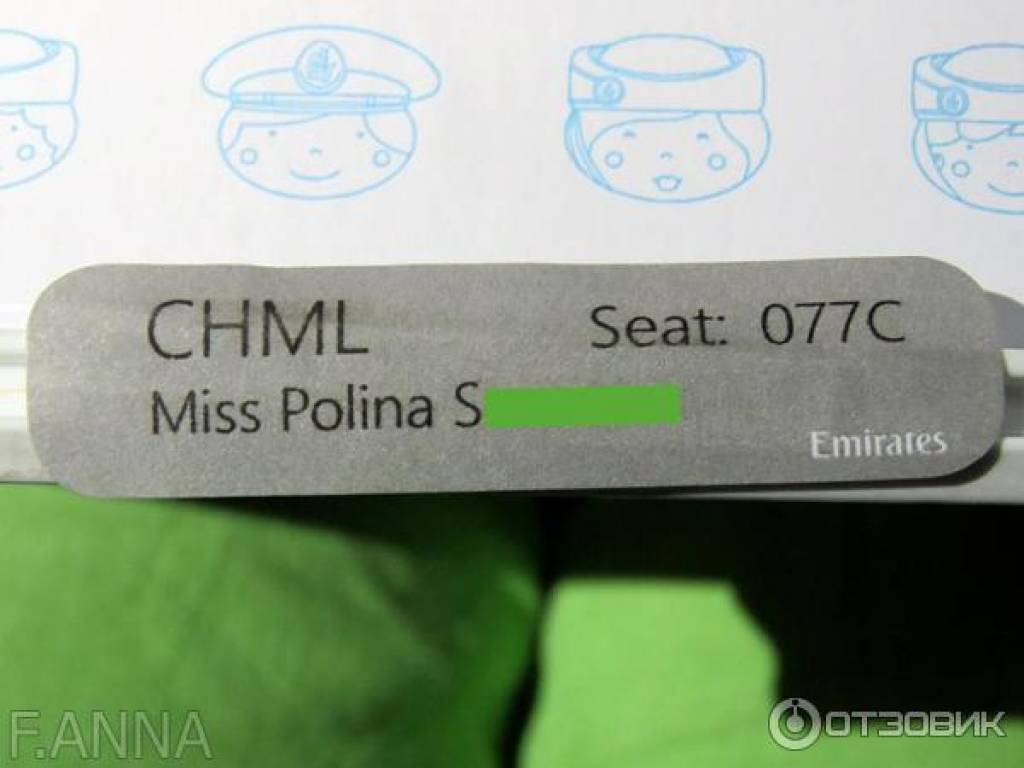 CHML Seat: 077C
Miss Polina S
Emirates
F.ANNA
ОТЗОВИК